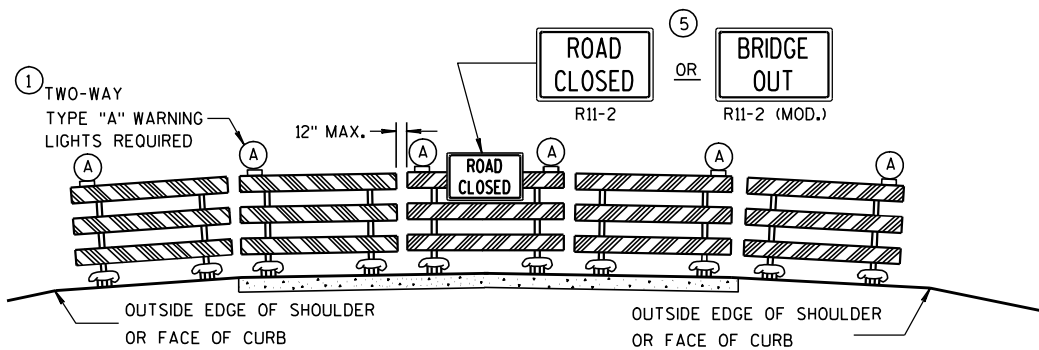 5
ROAD
CLOSED
OR
BRIDGE
OUT
R11-2
R11-2 (MOD.)
1
TWO-WAY
TYPE "A" WARNING
LIGHTS REQUIRED
12" MAX.
A
A
A
A
A
A
ROAD
CLOSED
OUTSIDE EDGE OF SHOULDER
OR FACE OF CURB
OUTSIDE EDGE OF SHOULDER
OR FACE OF CURB